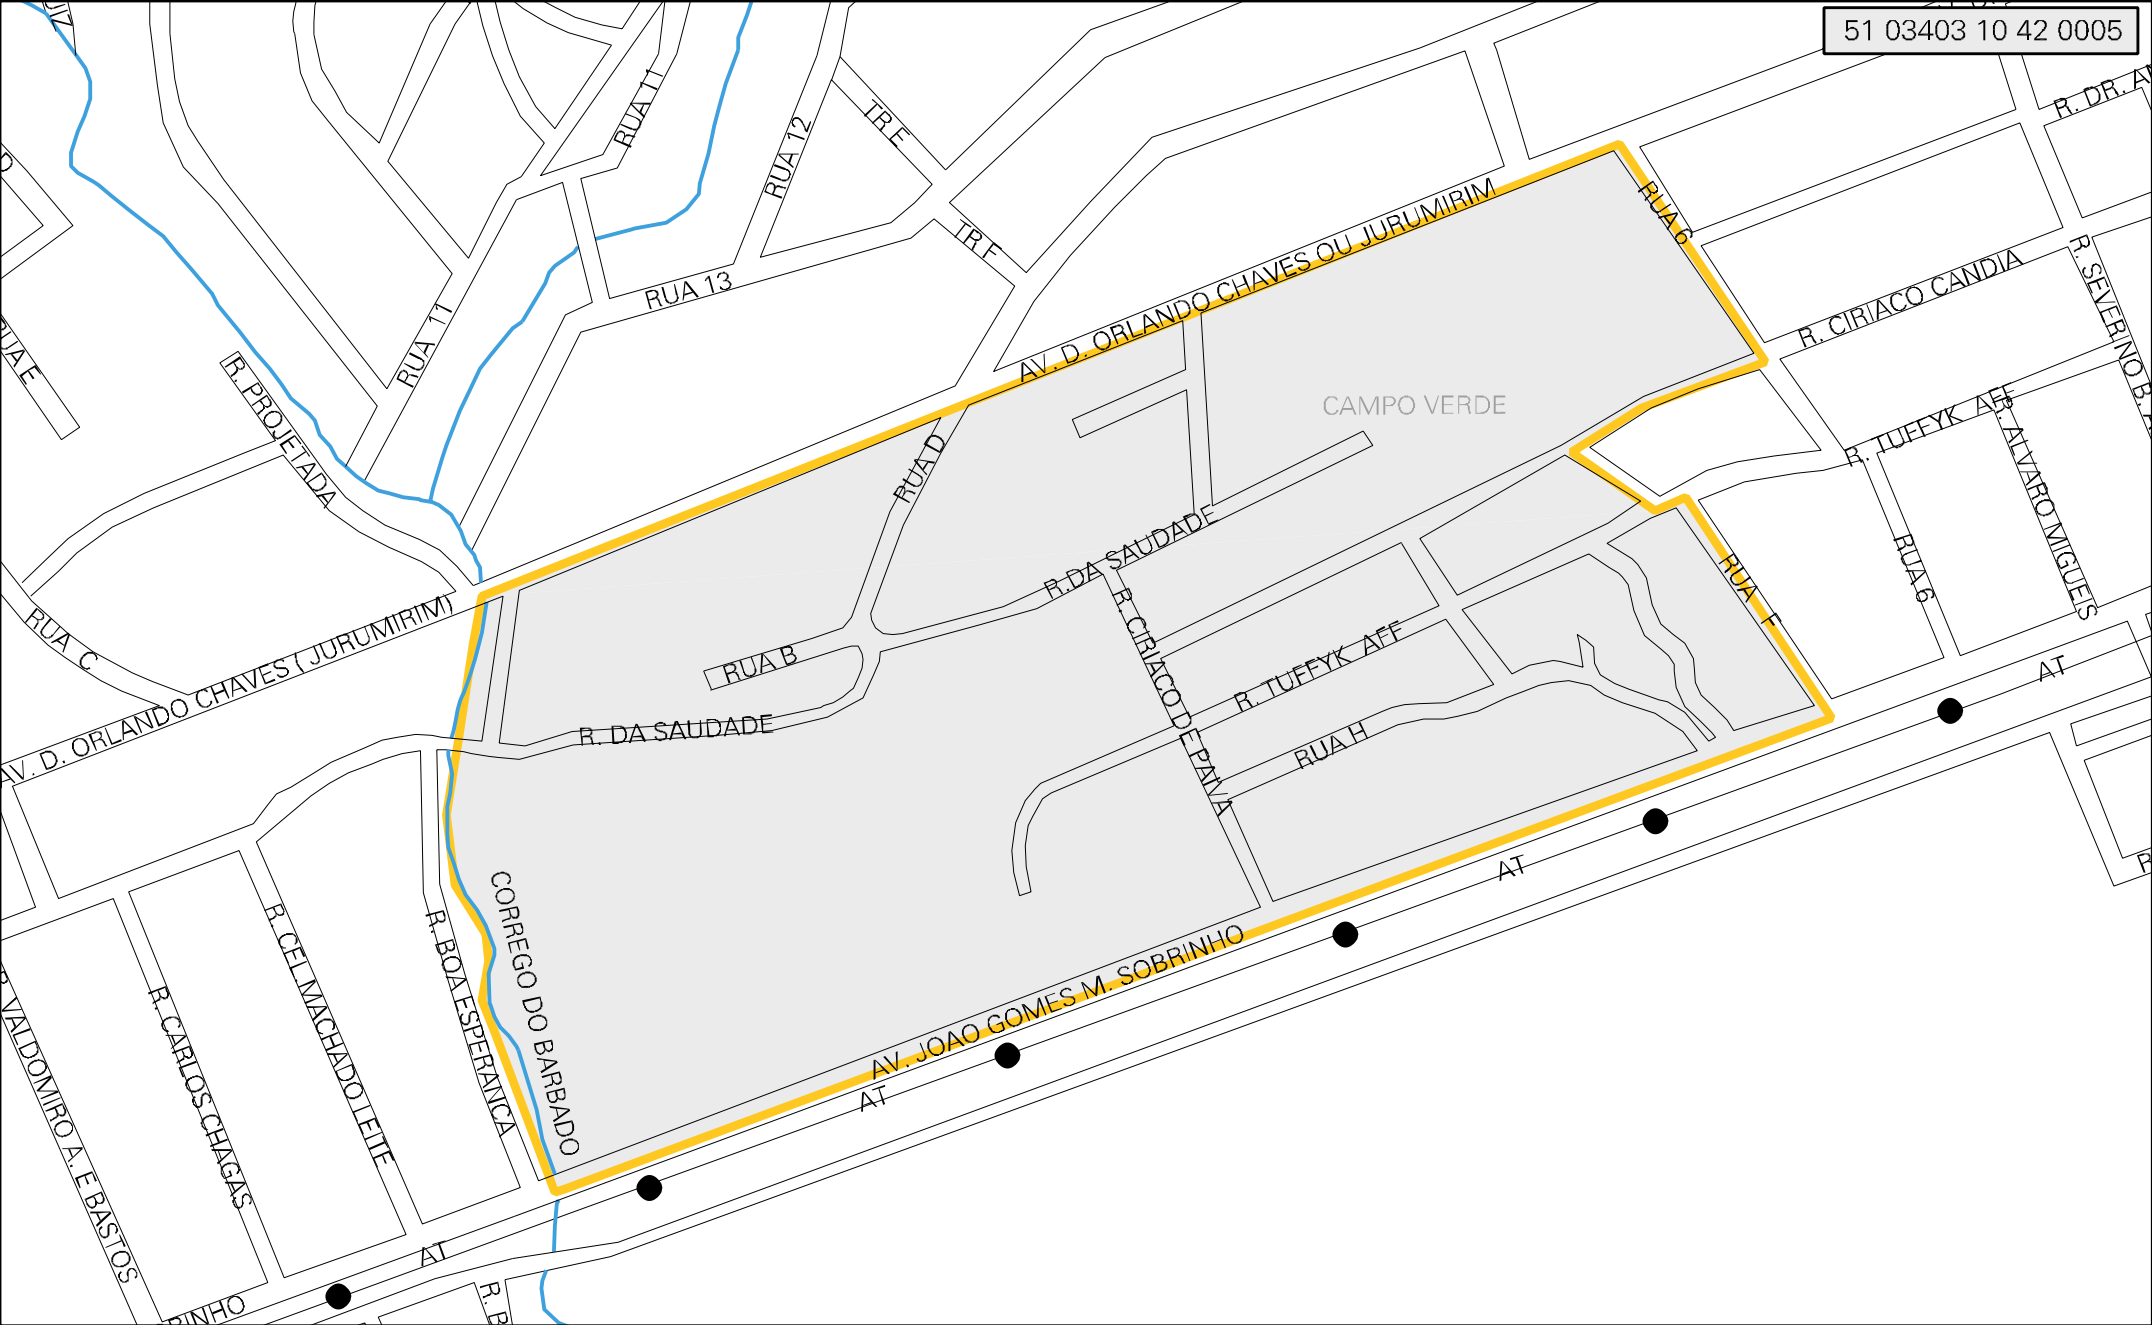 51 03403 10 42 0005
RUA 11
RUA 12
TR F
TR F
R. DR. A
RUA 6
RUA 13
RUA 11
AV. D. ORLANDO CHAVES OU JURUMIRIM
R. CIRIACO CANDIA
R. SEVERINO B.
RUA E
R. PROJETADA
CAMPO VERDE
RUA D
R. TUFFYK AFF
R. ALVARO MIGUEIS
R.DA SAUDADE
RUA 6
RUA F
RUA C
AV. D. ORLANDO CHAVES ( JURUMIRIM)
RUA B
R. CIRIACO DE PAIVA
R. TUFFYK AFF
R. DA SAUDADE
RUA H
AT
AT
CORREGO DO BARBADO
R. BOA ESPERANCA
R. CEL MACHADO LEITE
R. CARLOS CHAGAS
R. VALDOMIRO A. E BASTOS
AV. JOAO GOMES M. SOBRINHO
AT
AT
RINHO
R. B